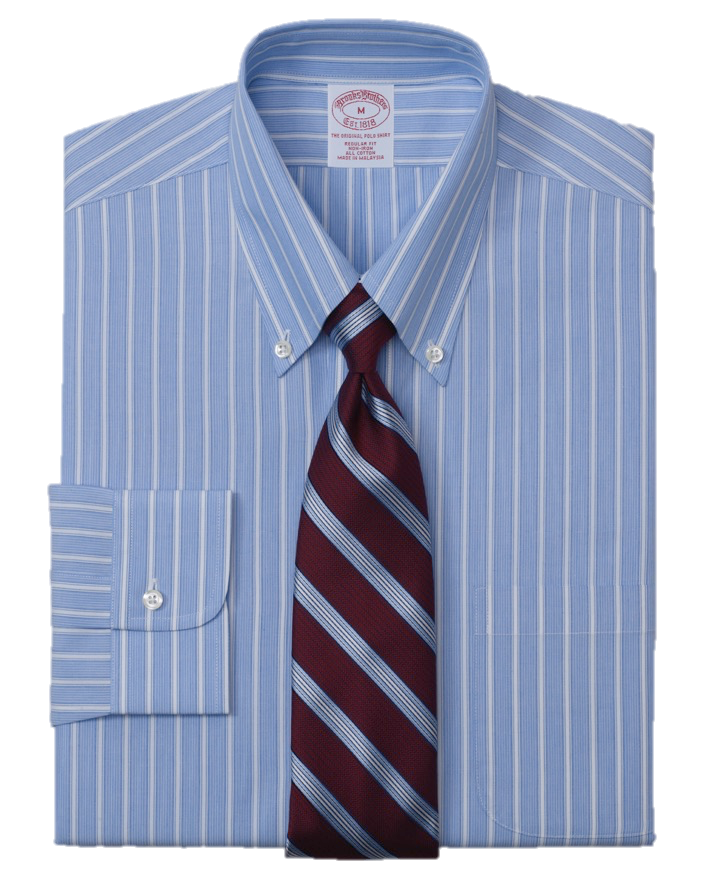 Brooks Brothers
M
Est. 1818
THE ORIGINAL POLO SHIRT
REGULAR FIT
NON-IRON
ALL COTTON
MADE IN MALAYSIA